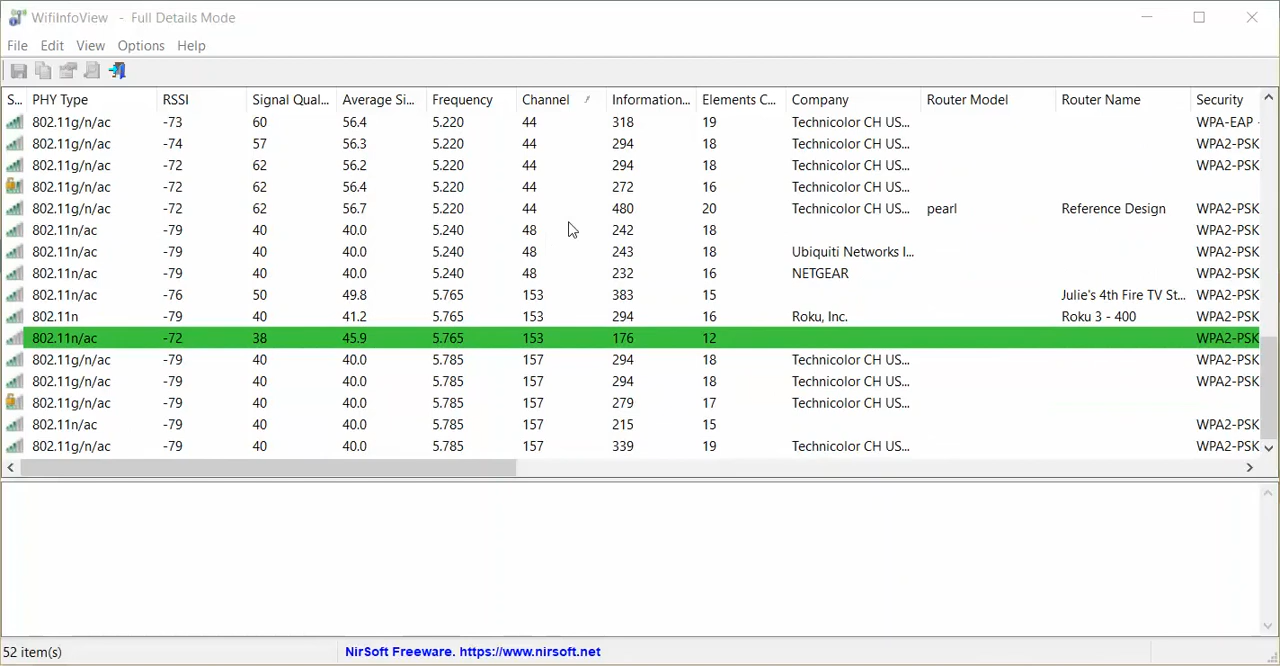 WifiInfoView - Full Details Mode
File Edit View Options Help
S... PHY Type RSSI Signal Qual... Average Si... Frequency Channel / Information... Elements C... Company Router Model Router Name Security
802.11g/n/ac -73 60 56.4 5.220 44 318 19 Technicolor CH US... WPA-EAP
802.11g/n/ac -74 57 56.3 5.220 44 294 18 Technicolor CH US... WPA2-PSK
802.11g/n/ac -72 62 56.2 5.220 44 294 18 Technicolor CH US... WPA2-PSK
802.11g/n/ac -72 62 56.4 5.220 44 272 16 Technicolor CH US...
802.11g/n/ac -72 62 56.7 5.220 44 480 20 Technicolor CH US... pearl Reference Design WPA2-PSK
802.11n/ac -79 40 40.0 5.240 48 242 18 WPA2-PSK
802.11n/ac -79 40 40.0 5.240 48 243 18 Ubiquiti Networks I... WPA2-PSK
802.11n/ac -79 40 40.0 5.240 48 232 16 NETGEAR WPA2-PSK
802.11n/ac -76 50 49.8 5.765 153 383 15 Julie's 4th Fire TV St... WPA2-PSK
802.11n -79 40 41.2 5.765 153 294 16 Roku, Inc. Roku 3 - 400 WPA2-PSK
802.11n/ac -72 38 45.9 5.765 153 176 12 WPA2-PSK
802.11g/n/ac -79 40 40.0 5.785 157 294 18 Technicolor CH US... WPA2-PSK
802.11g/n/ac -79 40 40.0 5.785 157 294 18 Technicolor CH US... WPA2-PSK
802.11g/n/ac -79 40 40.0 5.785 157 279 17 Technicolor CH US...
802.11n/ac -79 40 40.0 5.785 157 215 15 WPA2-PSK
802.11g/n/ac -79 40 40.0 5.785 157 339 19 Technicolor CH US... WPA2-PSK
52 item(s) NirSoft Freeware. https://www.nirsoft.net